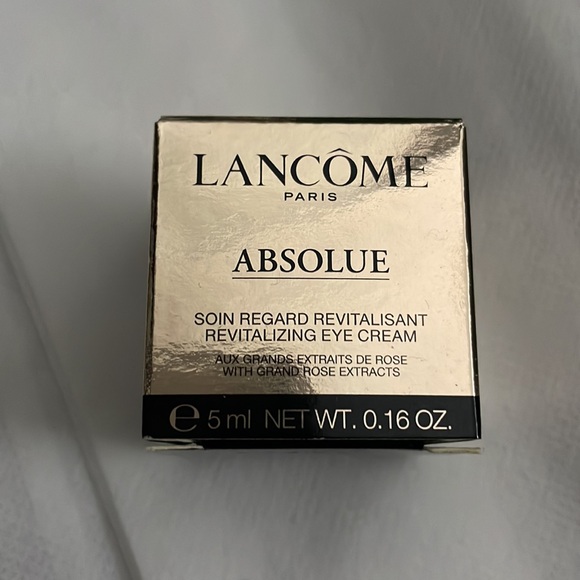 LANCÔME
PARIS
ABSOLUE
SOIN REGARD REVITALISANT
REVITALIZING EYE CREAM
AUX GRANDS EXTRAITS DE ROSE
WITH GRAND ROSE EXTRACTS
℮ 5 ml NET WT. 0.16 OZ.